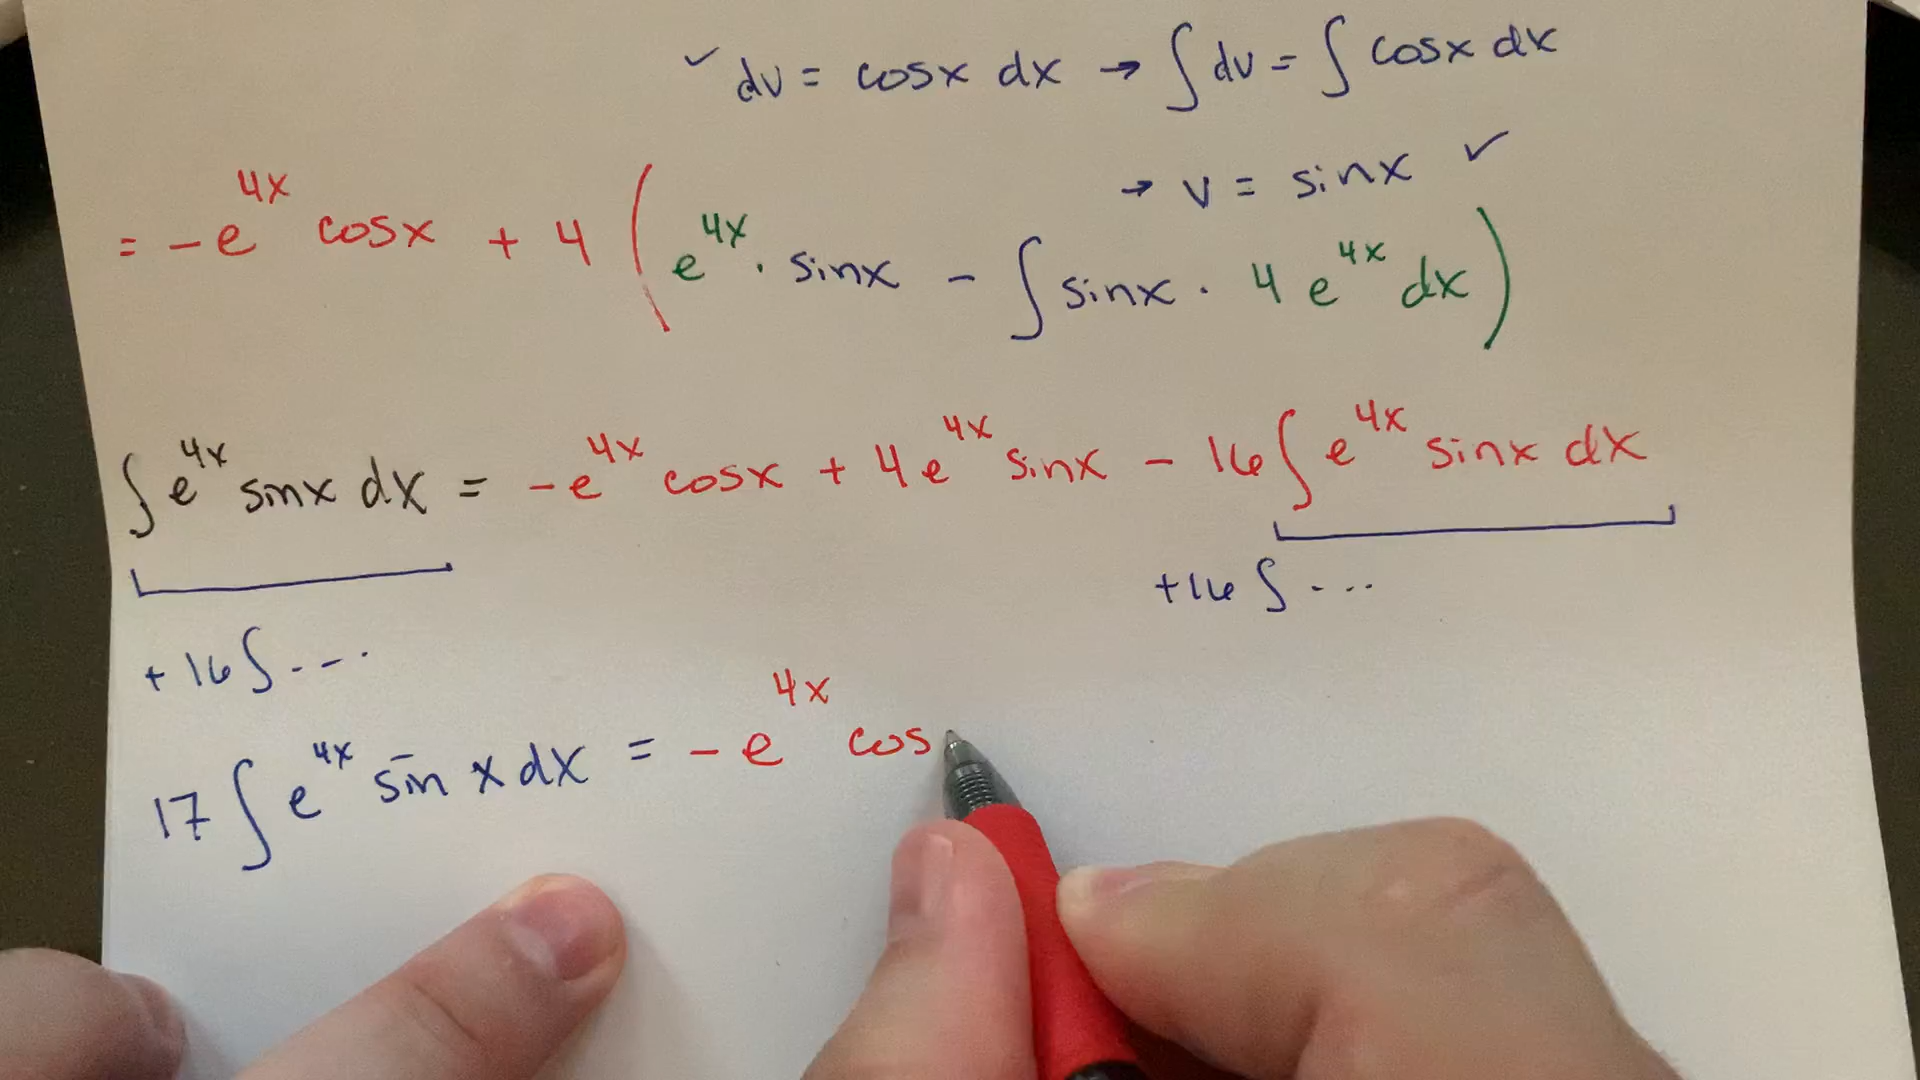 ✓ dv = cosx dx → ∫ dv = ∫ cosx dx
→ v = sinx ✓
= -e^4x cosx + 4 ( e^4x · sinx - ∫ sinx · 4 e^4x dx )
∫ e^4x sinx dx = -e^4x cosx + 4e^4x sinx - 16 ∫ e^4x sinx dx
+16 ∫ ...
+ 16 ∫ ...
17 ∫ e^4x sin x dx = - e^4x cos